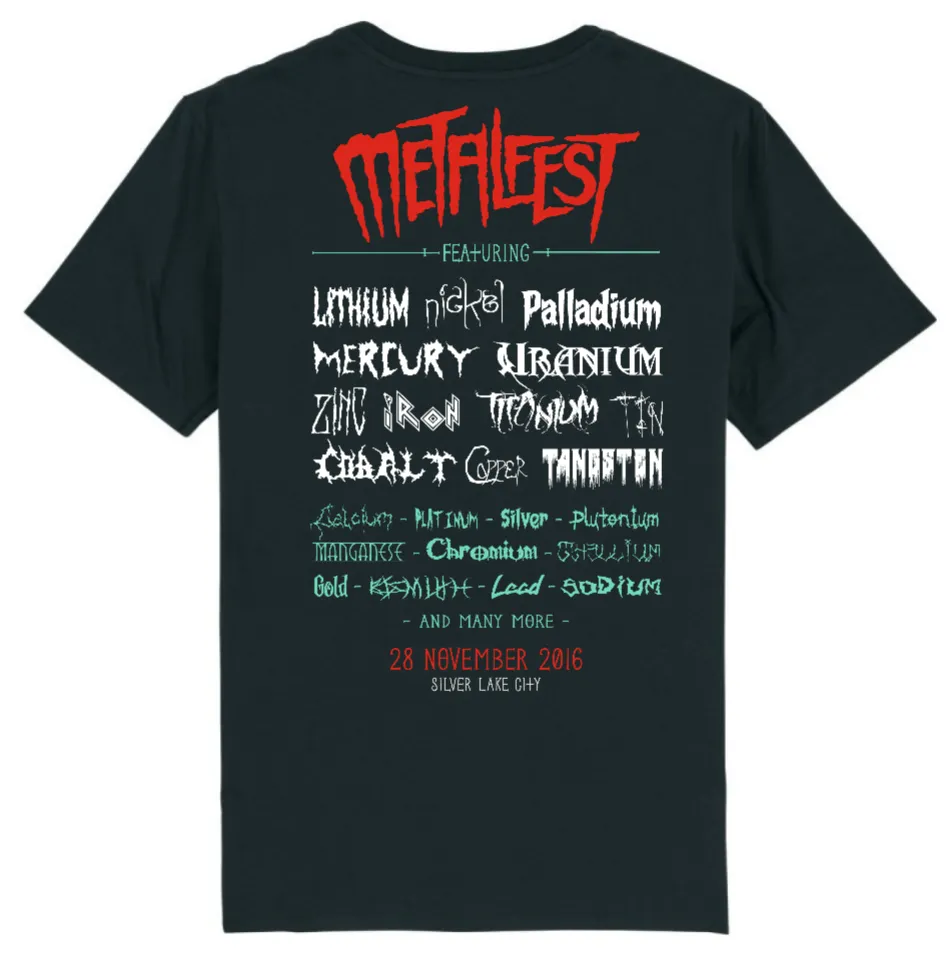 METALFEST
FEATURING
LITHIUM nickel Palladium
MERCURY URANIUM
ZINC IRON TITANIUM TIN
COBALT COPPER TUNGSTEN
Calcium - PLATINUM - Silver - Plutonium
MANGANESE - Chromium -
Gold - BISMUTH - Lead - SODIUM
- AND MANY MORE -
28 NOVEMBER 2016
SILVER LAKE CITY